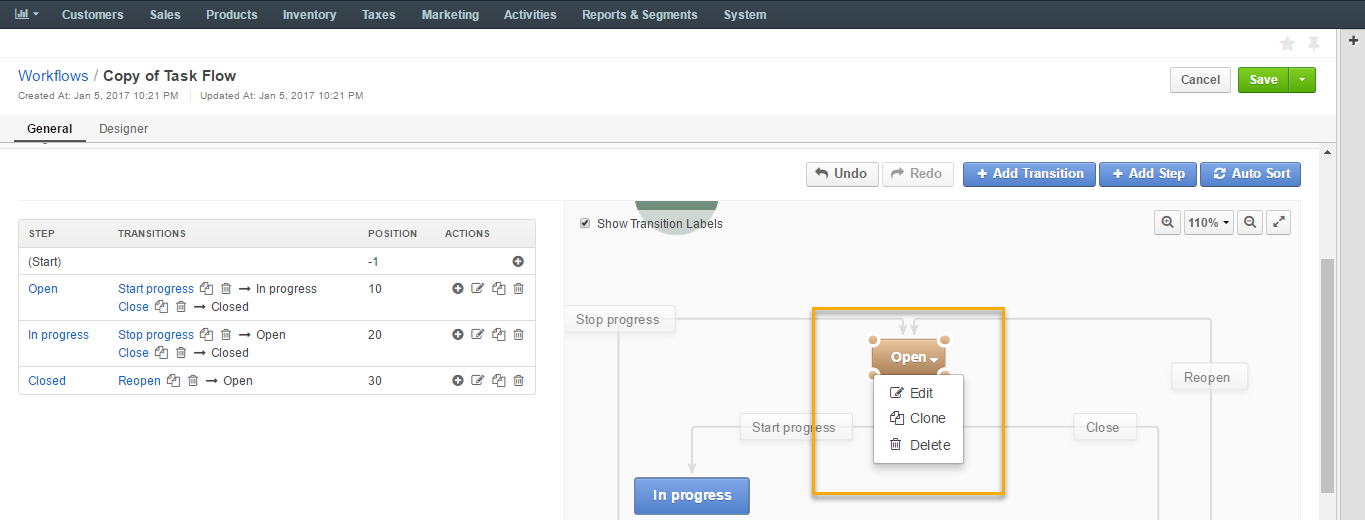 Customers Sales Products Inventory Taxes Marketing Activities Reports & Segments System
Workflows / Copy of Task Flow
Cancel Save
Created At: Jan 5, 2017 10:21 PM Updated At: Jan 5, 2017 10:21 PM
General Designer
Undo Redo + Add Transition + Add Step Auto Sort
STEP TRANSITIONS POSITION ACTIONS
(Start) -1
Open Start progress → In progress 10
Close → Closed
In progress Stop progress → Open 20
Close → Closed
Closed Reopen → Open 30
Show Transition Labels 110%
Stop progress
Open
Reopen
Edit
Clone
Delete
Start progress
Close
In progress